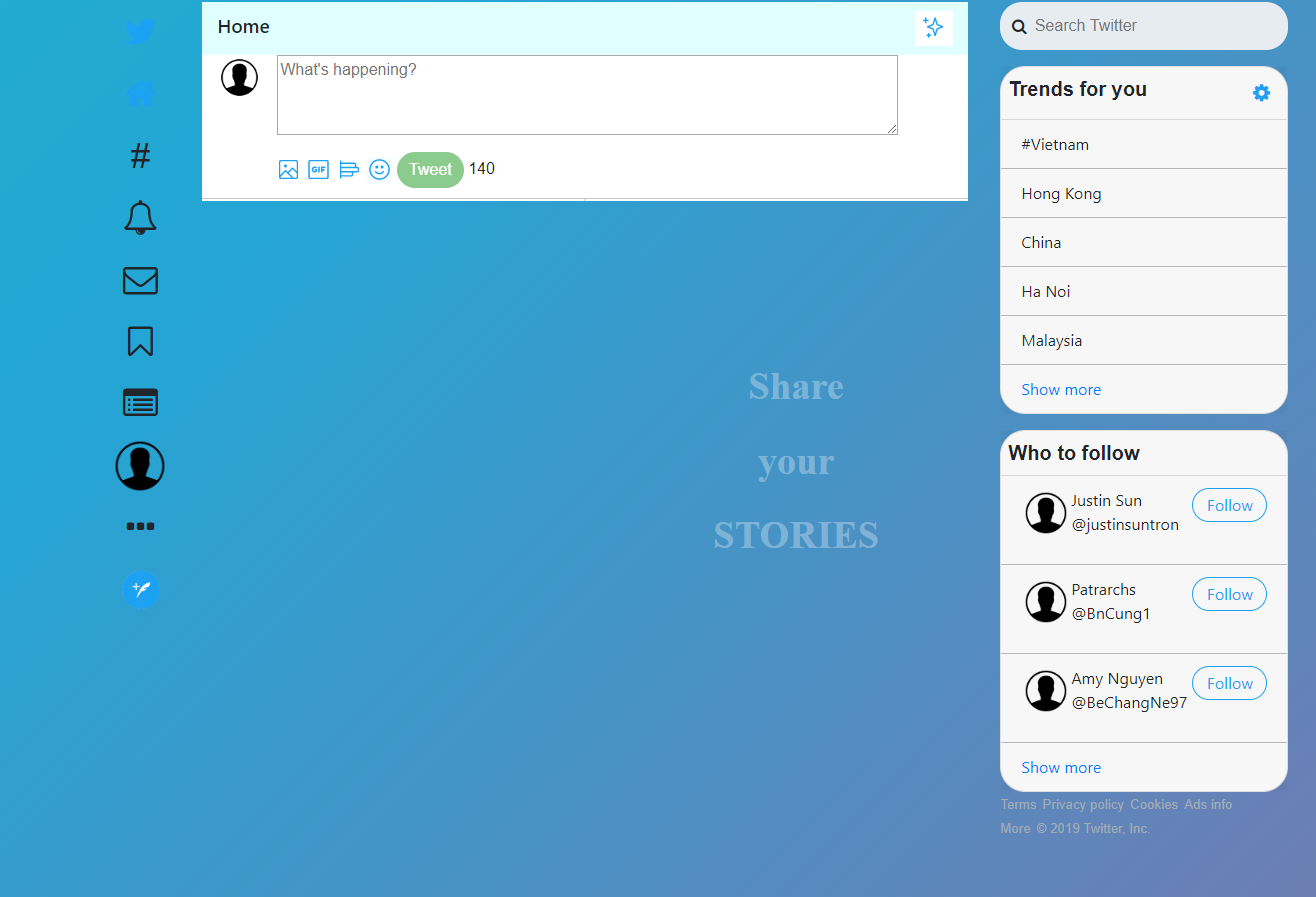 Home
What's happening?
GIF
Tweet 140
Share
your
STORIES
Search Twitter
Trends for you
#Vietnam
Hong Kong
China
Ha Noi
Malaysia
Show more
Who to follow
Justin Sun
@justinsuntron
Follow
Patrarchs
@BnCung1
Follow
Amy Nguyen
@BeChangNe97
Follow
Show more
Terms Privacy policy Cookies Ads info
More © 2019 Twitter, Inc.